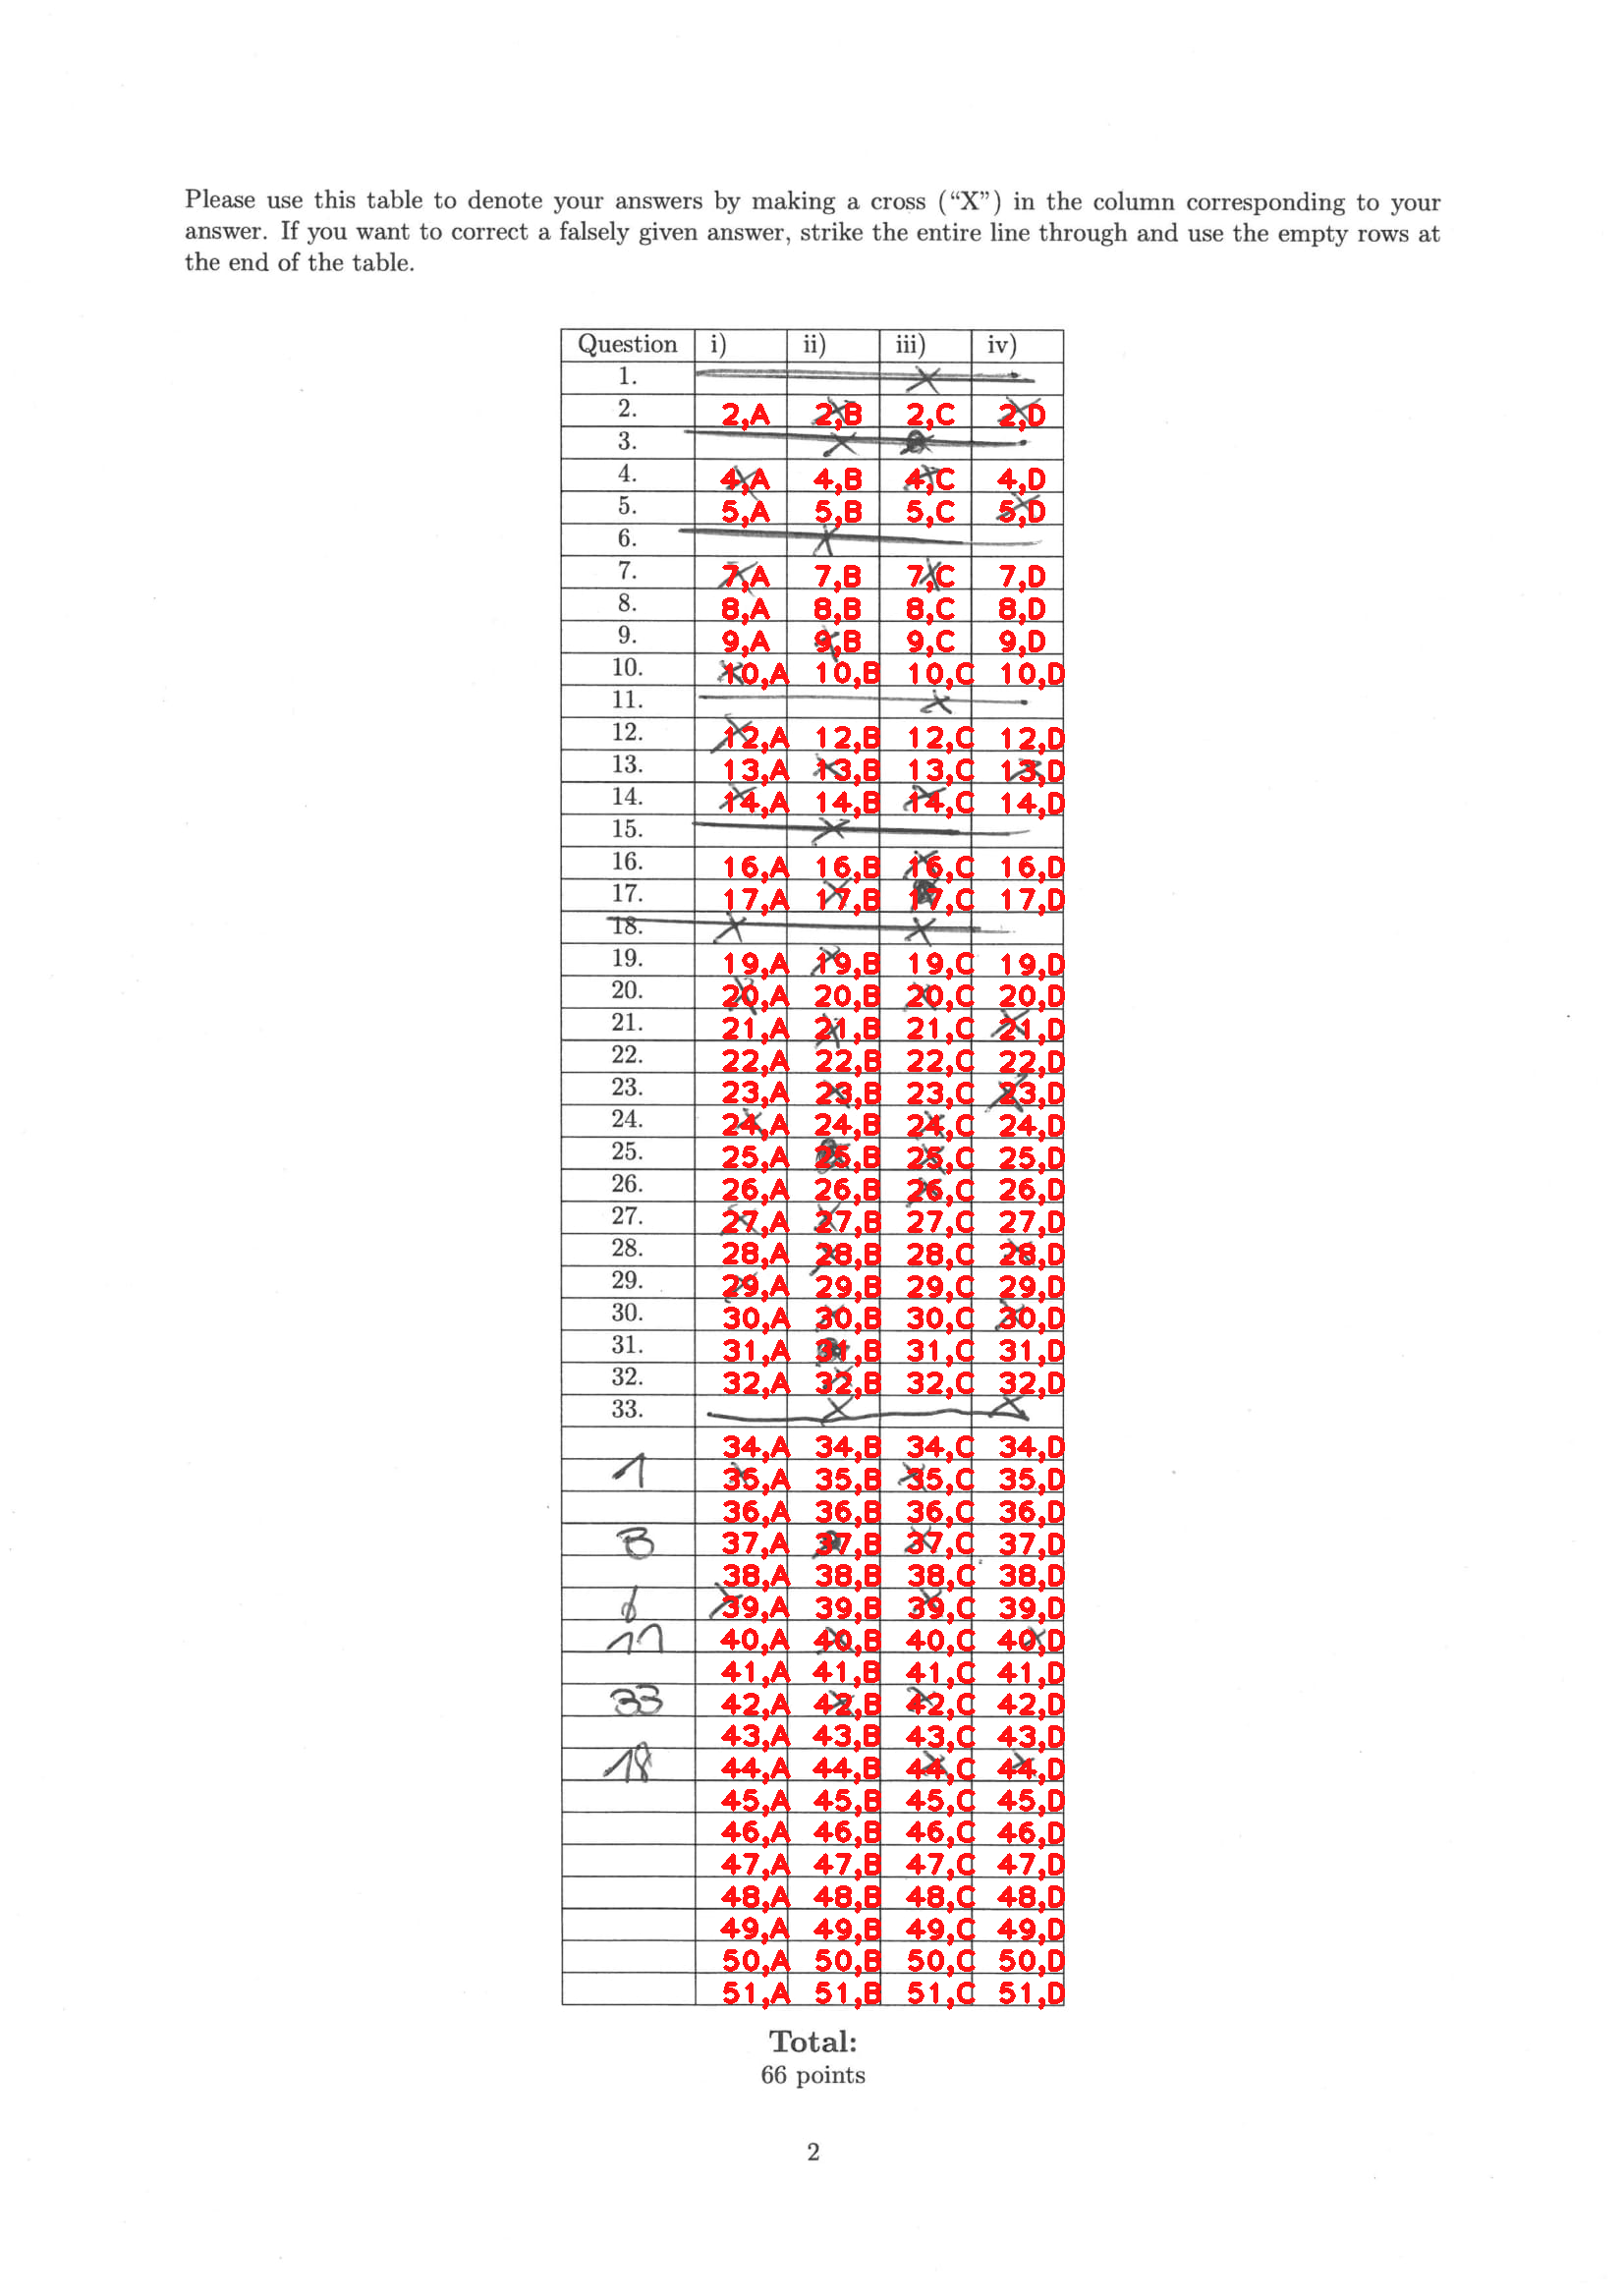 Please use this table to denote your answers by making a cross (“X”) in the column corresponding to your
answer. If you want to correct a falsely given answer, strike the entire line through and use the empty rows at
the end of the table.
Question i) ii) iii) iv)
1. X
2. 2,A 2,B 2,C 2,D
3. X
4. 4,A 4,B 4,C 4,D
5. 5,A 5,B 5,C 5,D
6. X
7. 7,A 7,B 7,C 7,D
8. 8,A 8,B 8,C 8,D
9. 9,A 9,B 9,C 9,D
10. 10,A 10,B 10,C 10,D
11. X
12. 12,A 12,B 12,C 12,D
13. 13,A 13,B 13,C 13,D
14. 14,A 14,B 14,C 14,D
15. X
16. 16,A 16,B 16,C 16,D
17. 17,A 17,B 17,C 17,D
18. X X
19. 19,A 19,B 19,C 19,D
20. 20,A 20,B 20,C 20,D
21. 21,A 21,B 21,C 21,D
22. 22,A 22,B 22,C 22,D
23. 23,A 23,B 23,C 23,D
24. 24,A 24,B 24,C 24,D
25. 25,A 25,B 25,C 25,D
26. 26,A 26,B 26,C 26,D
27. 27,A 27,B 27,C 27,D
28. 28,A 28,B 28,C 28,D
29. 29,A 29,B 29,C 29,D
30. 30,A 30,B 30,C 30,D
31. 31,A 31,B 31,C 31,D
32. 32,A 32,B 32,C 32,D
33. X X
34,A 34,B 34,C 34,D
1 35,A 35,B 35,C 35,D
36,A 36,B 36,C 36,D
3 37,A 37,B 37,C 37,D
38,A 38,B 38,C 38,D
6 39,A 39,B 39,C 39,D
11 40,A 40,B 40,C 40,D
41,A 41,B 41,C 41,D
33 42,A 42,B 42,C 42,D
43,A 43,B 43,C 43,D
18 44,A 44,B 44,C 44,D
45,A 45,B 45,C 45,D
46,A 46,B 46,C 46,D
47,A 47,B 47,C 47,D
48,A 48,B 48,C 48,D
49,A 49,B 49,C 49,D
50,A 50,B 50,C 50,D
51,A 51,B 51,C 51,D
Total:
66 points
2